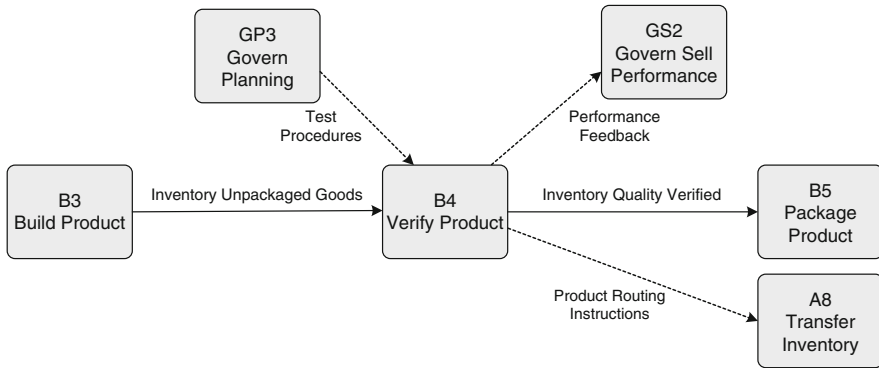 GP3
Govern
Planning
GS2
Govern Sell
Performance
Test
Procedures
Performance
Feedback
B3
Build Product
Inventory Unpackaged Goods
B4
Verify Product
Inventory Quality Verified
B5
Package
Product
Product Routing
Instructions
A8
Transfer
Inventory